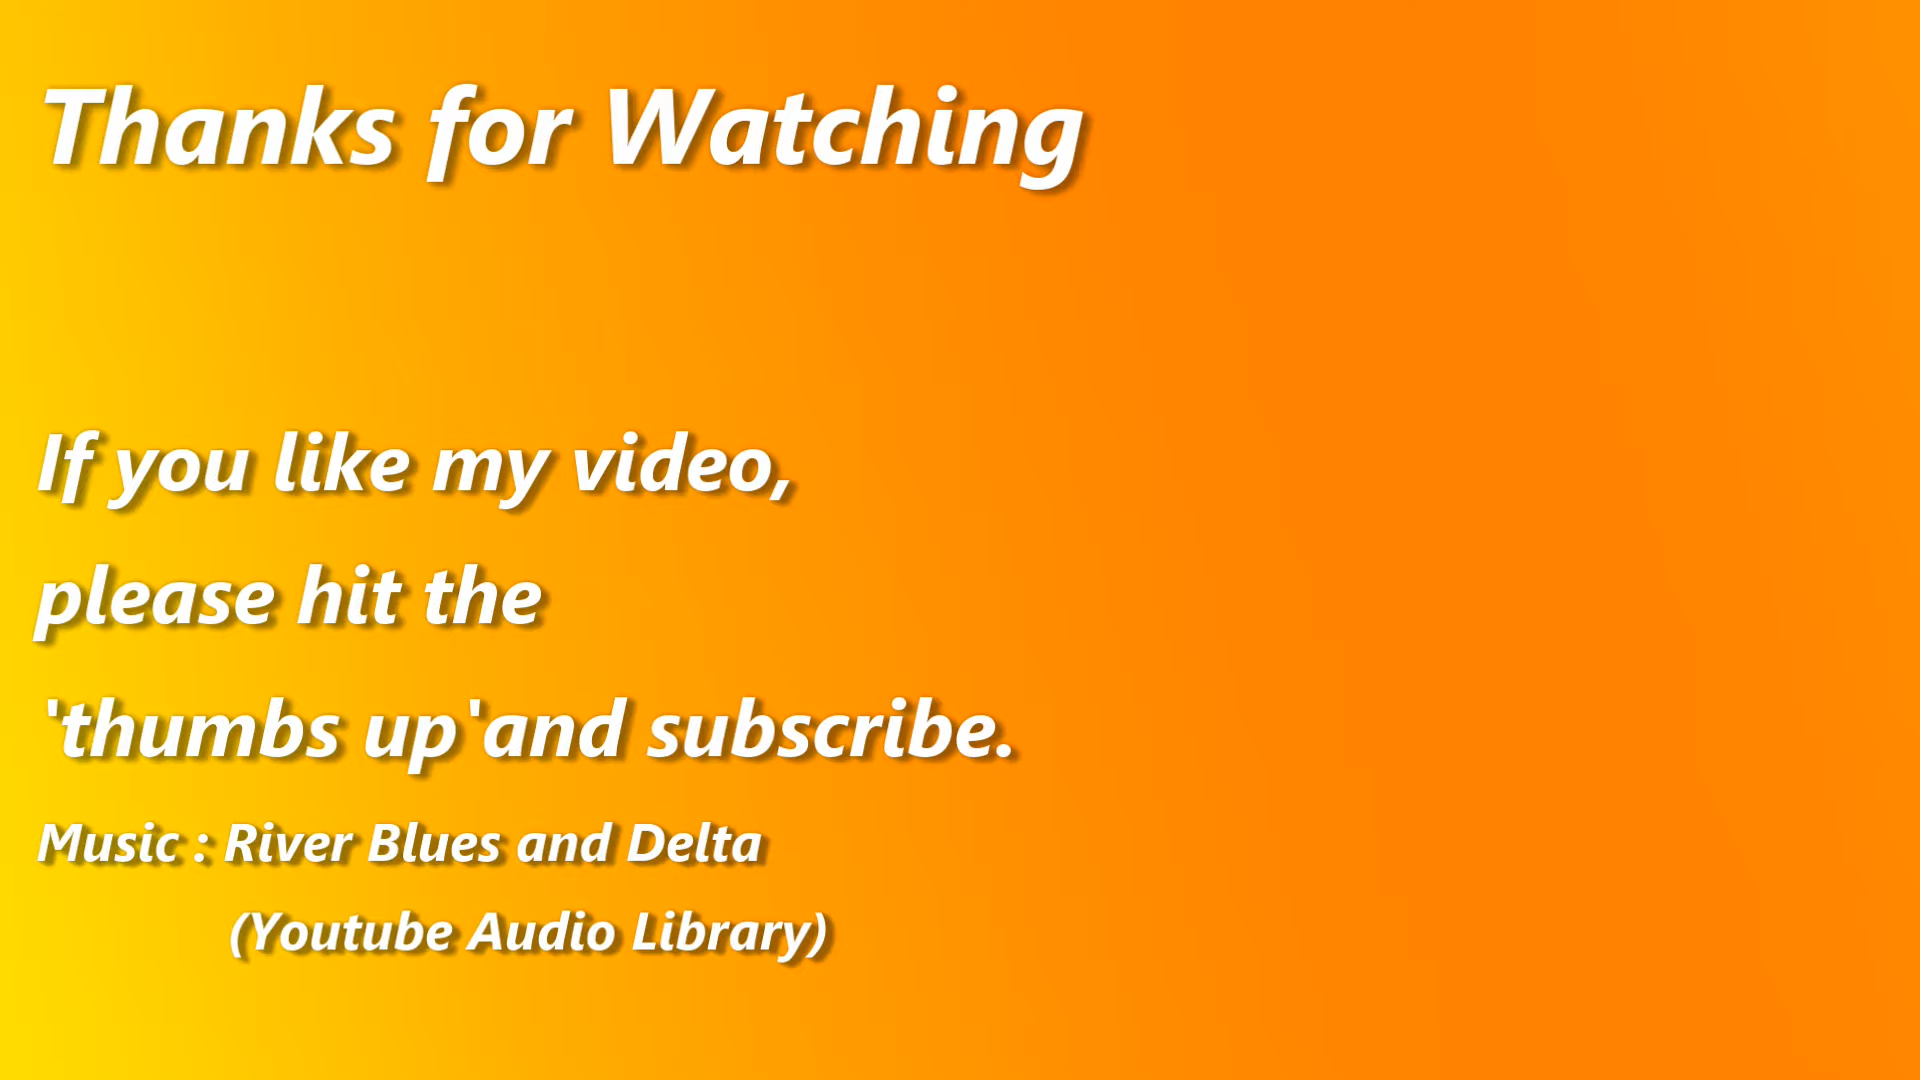 Thanks for Watching
If you like my video,
please hit the
'thumbs up'and subscribe.
Music : River Blues and Delta
(Youtube Audio Library)